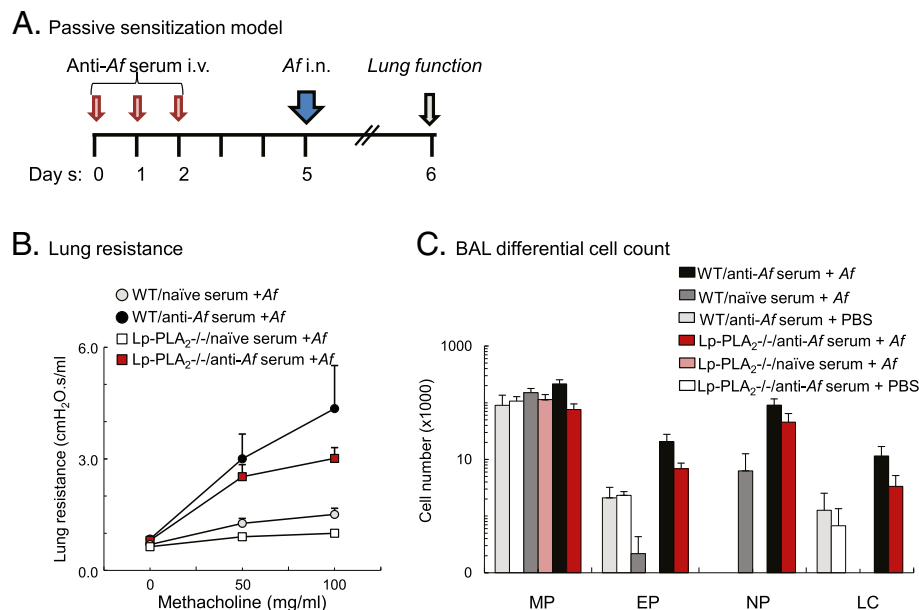 A. Passive sensitization model
Anti-Af serum i.v.
Af i.n.
Lung function
Day s: 0 1 2 5 6
B. Lung resistance
WT/naïve serum +Af
WT/anti-Af serum +Af
Lp-PLA2-/-/naïve serum +Af
Lp-PLA2-/-/anti-Af serum +Af
Lung resistance (cmH2O.s/ml)
6.0
3.0
0.0
0 50 100
Methacholine (mg/ml)
C. BAL differential cell count
WT/anti-Af serum + Af
WT/naïve serum + Af
WT/anti-Af serum + PBS
Lp-PLA2-/-/anti-Af serum + Af
Lp-PLA2-/-/naïve serum + Af
Lp-PLA2-/-/anti-Af serum + PBS
Cell number (x1000)
1000
10
0
MP EP NP LC